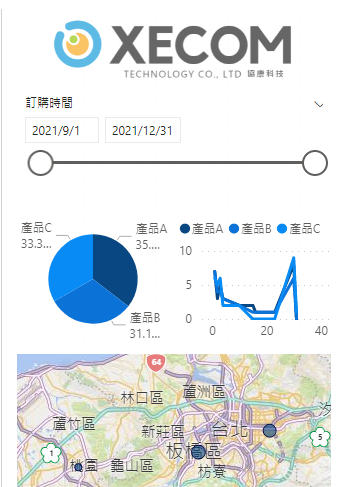 XECOM
TECHNOLOGY CO., LTD 協康科技
訂購時間
2021/9/1 2021/12/31
產品C
33.3...
產品A
35....
產品B
31.1...
產品A 產品B 產品C
10
5
0
0 20 40
64
林口區
蘆洲區
蘆竹區
新莊區
台北
汐
5
1
板橋區
桃園
龜山區
枋寮